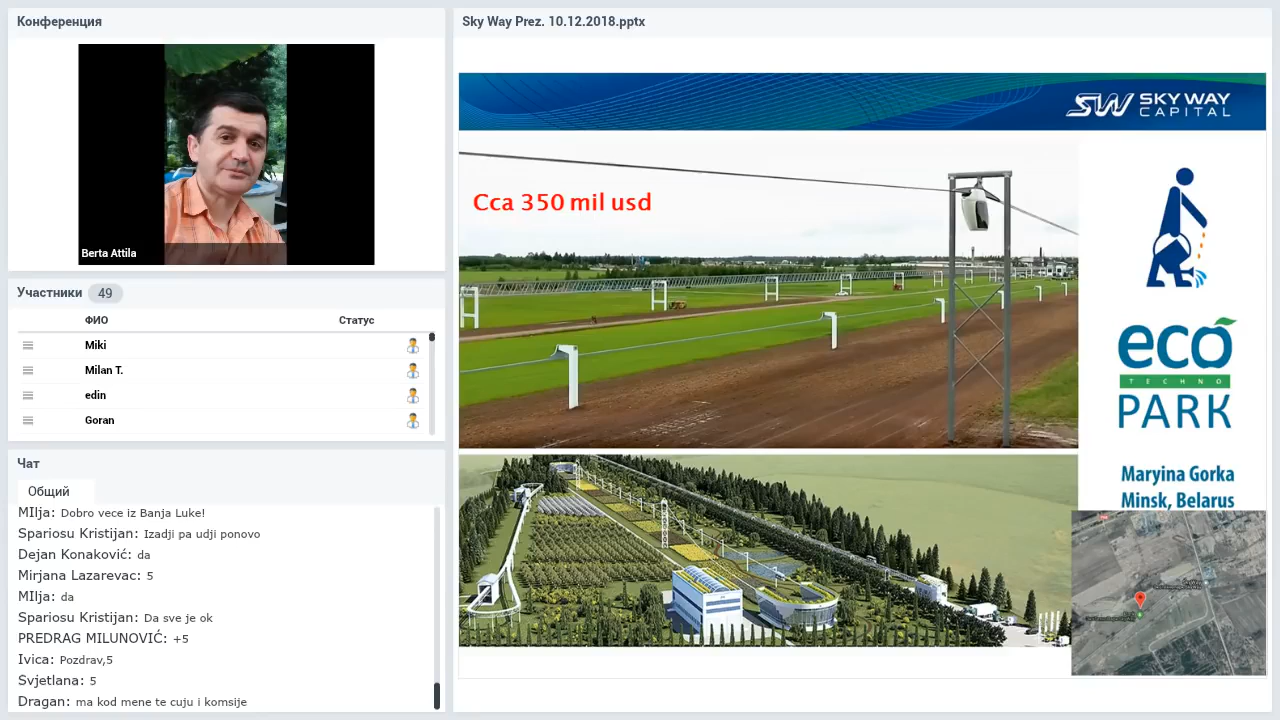 Конференция
Berta Attila
Участники 49
ФИО Статус
Miki
Milan T.
edin
Goran
Чат
Общий
MIlja: Dobro vece iz Banja Luke!
Spariosu Kristijan: Izadji pa udji ponovo
Dejan Konaković: da
Mirjana Lazarevac: 5
MIlja: da
Spariosu Kristijan: Da sve je ok
PREDRAG MILUNOVIĆ: +5
Ivica: Pozdrav,5
Svjetlana: 5
Dragan: ma kod mene te cuju i komsije
Sky Way Prez. 10.12.2018.pptx
SW SKY WAY
CAPITAL
Cca 350 mil usd
eco
TECHNO
PARK
Maryina Gorka
Minsk, Belarus